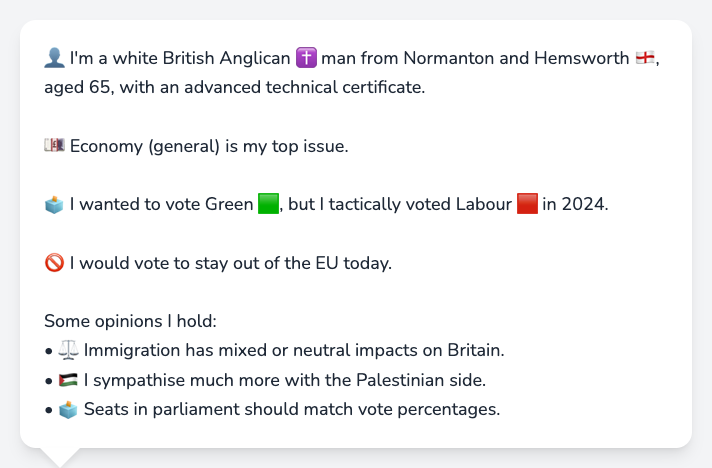 👤 I'm a white British Anglican ✝️ man from Normanton and Hemsworth 🏴󠁧󠁢󠁥󠁮󠁧󠁿,
aged 65, with an advanced technical certificate.
💷 Economy (general) is my top issue.
🗳️ I wanted to vote Green 🟩, but I tactically voted Labour 🟥 in 2024.
🚫 I would vote to stay out of the EU today.
Some opinions I hold:
• ⚖️ Immigration has mixed or neutral impacts on Britain.
• 🇵🇸 I sympathise much more with the Palestinian side.
• 🗳️ Seats in parliament should match vote percentages.